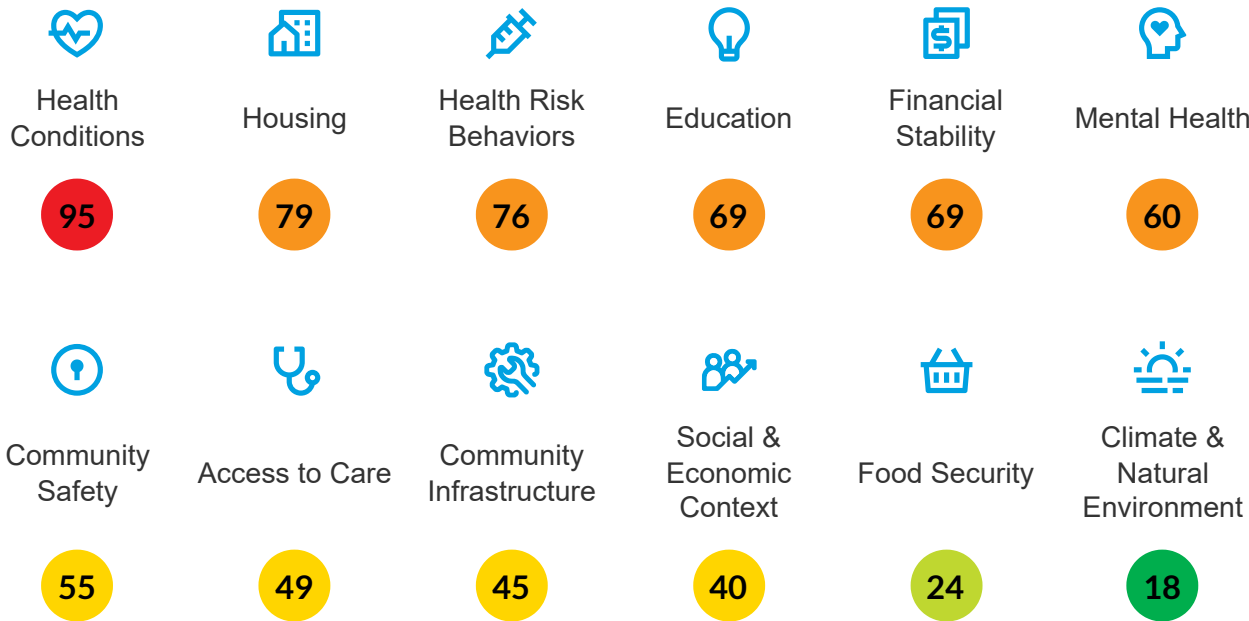 Health
Conditions
Housing
Health Risk
Behaviors
Education
Financial
Stability
Mental Health
95
79
76
69
69
60
Community
Safety
Access to Care
Community
Infrastructure
Social &
Economic
Context
Food Security
Climate &
Natural
Environment
55
49
45
40
24
18